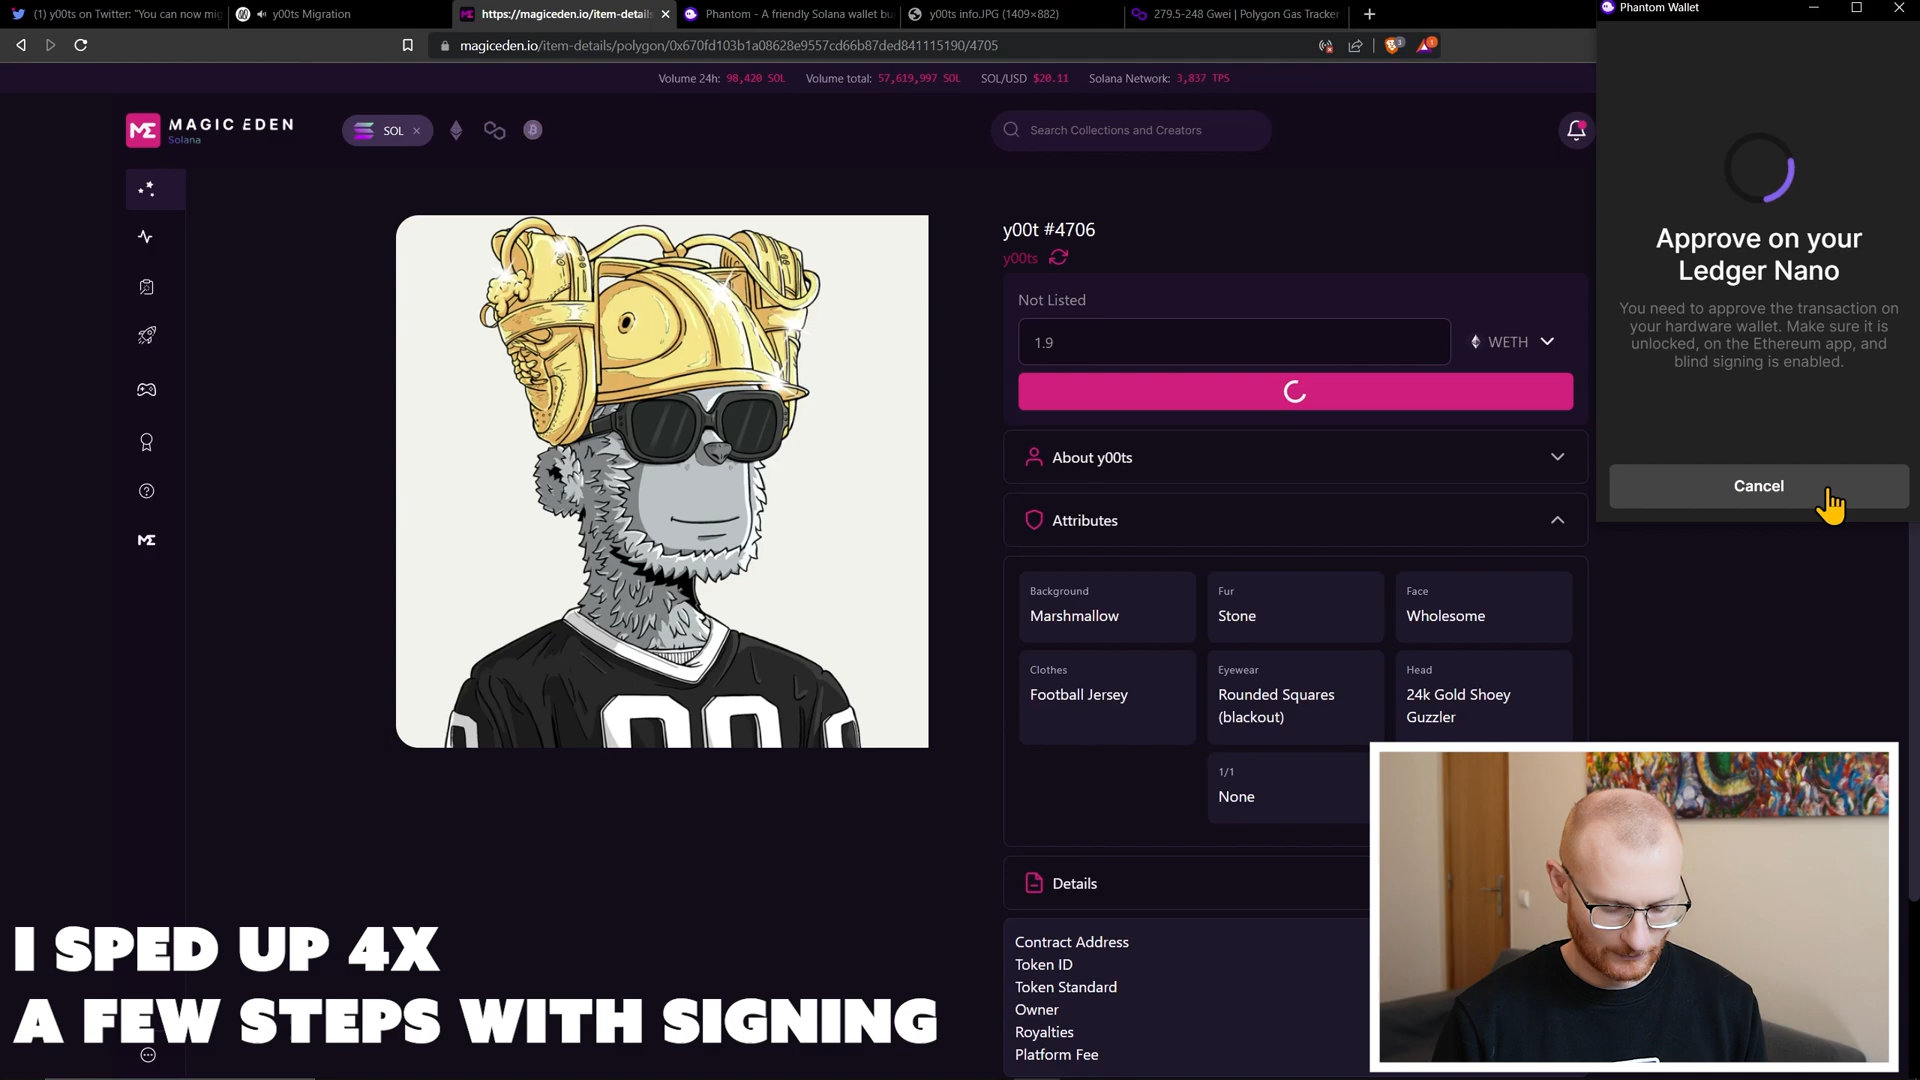 (1) y00ts on Twitter: "You can now mig
y00ts Migration
https://magiceden.io/item-details
Phantom - A friendly Solana wallet bu
y00ts info.JPG (1409×882)
279.5-248 Gwei | Polygon Gas Tracker
Phantom Wallet
magiceden.io/item-details/polygon/0x670fd103b1a08628e9557cd66b87ded841115190/4705
Volume 24h: 98,420 SOL Volume total: 57,619,997 SOL SOL/USD $20.11 Solana Network: 3,837 TPS
MAGIC EDEN
Solana
SOL
Search Collections and Creators
y00t #4706
y00ts
Not Listed
1.9
WETH
About y00ts
Attributes
Background
Marshmallow
Fur
Stone
Face
Wholesome
Clothes
Football Jersey
Eyewear
Rounded Squares
(blackout)
Head
24k Gold Shoey
Guzzler
1/1
None
Details
Contract Address
Token ID
Token Standard
Owner
Royalties
Platform Fee
Approve on your
Ledger Nano
You need to approve the transaction on
your hardware wallet. Make sure it is
unlocked, on the Ethereum app, and
blind signing is enabled.
Cancel
00
I SPED UP 4X
A FEW STEPS WITH SIGNING